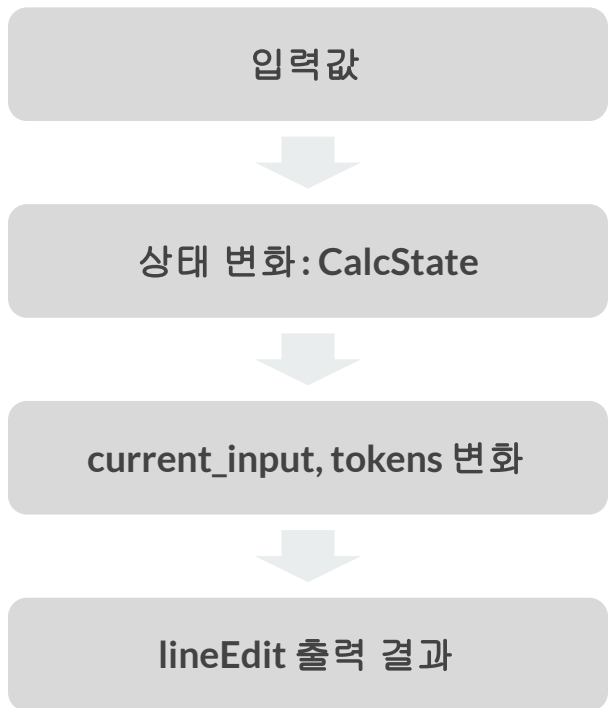 입력값
상태 변화: CalcState
current_input, tokens 변화
lineEdit 출력 결과